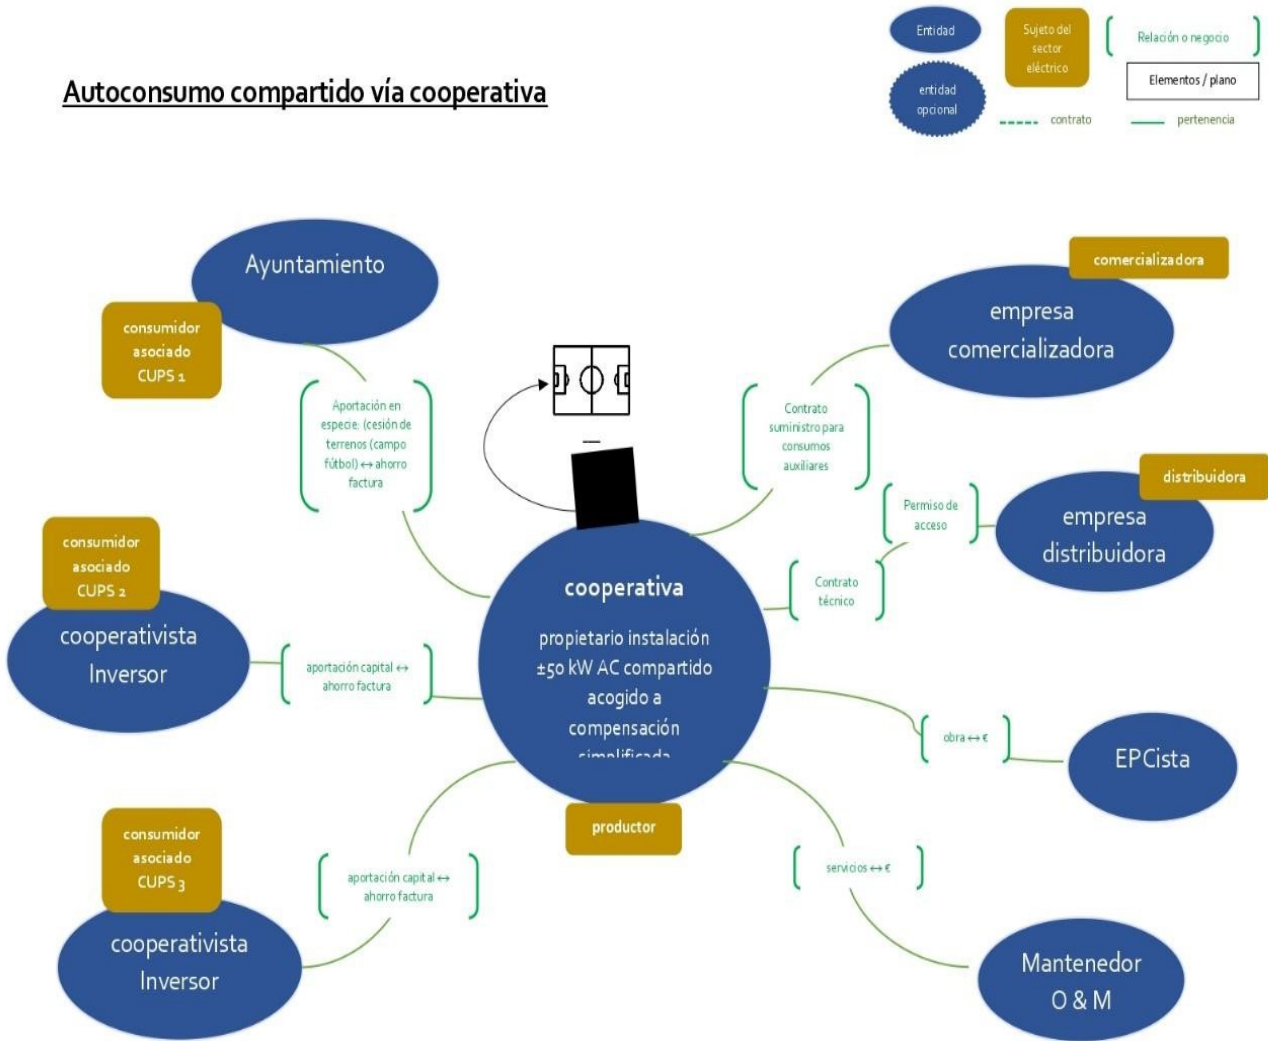 Entidad
Sujeto del
sector
eléctrico
Relación o negocio
entidad
opcional
Elementos / plano
contrato
pertenencia
Autoconsumo compartido vía cooperativa
Ayuntamiento
consumidor
asociado
CUPS 1
Aportación en
especie: (cesión de
terrenos (campo
fútbol) ↔ ahorro
factura
comercializadora
empresa
comercializadora
Contrato
suministro para
consumos
auxiliares
distribuidora
empresa
distribuidora
Permiso de
acceso
Contrato
técnico
consumidor
asociado
CUPS 2
cooperativista
Inversor
aportación capital ↔
ahorro factura
cooperativa
propietario instalación
±50 kW AC compartido
acogido a
compensación
simplificada
productor
obra ↔ €
EPCista
consumidor
asociado
CUPS 3
cooperativista
Inversor
aportación capital ↔
ahorro factura
servicios ↔ €
Mantenedor
O & M